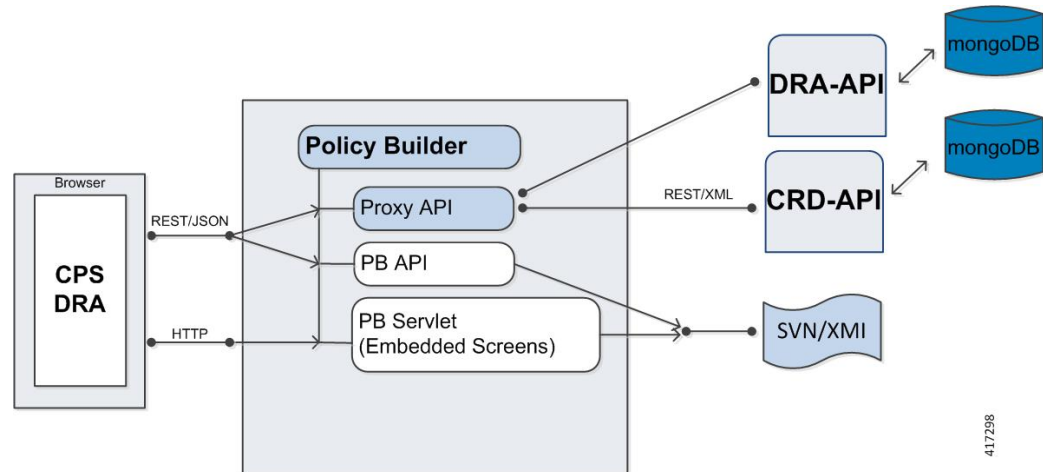 Browser
CPS
DRA
REST/JSON
HTTP
Policy Builder
Proxy API
PB API
PB Servlet
(Embedded Screens)
REST/XML
DRA-API
CRD-API
mongoDB
mongoDB
SVN/XMI
417298